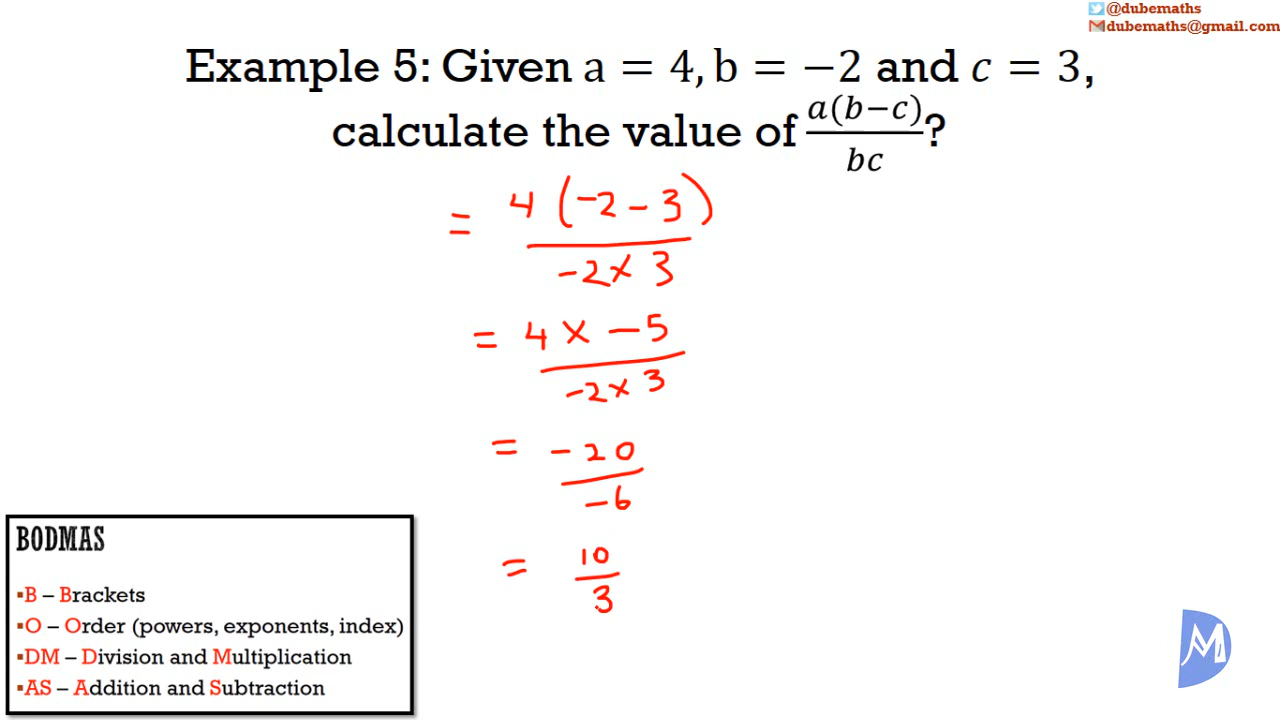 @dubemaths
dubemaths@gmail.com
Example 5: Given a = 4, b = −2 and c = 3,
calculate the value of a(b−c)/bc?
= 4 (-2 - 3) / -2 × 3
= 4 × -5 / -2 × 3
= -20 / -6
= 10 / 3
BODMAS
▪B – Brackets
▪O – Order (powers, exponents, index)
▪DM – Division and Multiplication
▪AS – Addition and Subtraction
DM